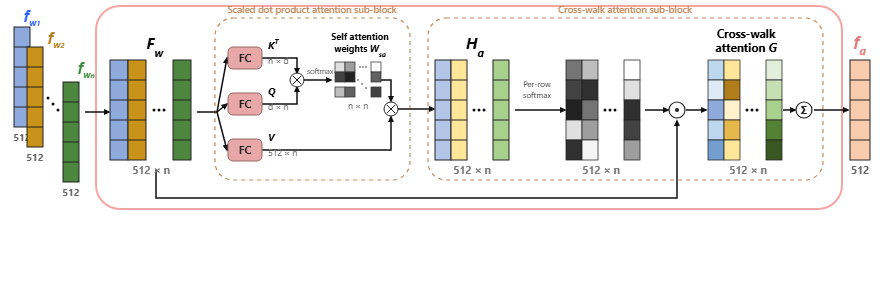 Scaled dot product attention sub-block
Cross-walk attention sub-block
f_w1
f_w2
f_wn
512
512
512
F_w
512 × n
FC
K^T
n × d
FC
Q
d × n
FC
V
512 × n
softmax
Self attention
weights W_sa
n × n
H_a
512 × n
Per-row
softmax
512 × n
Cross-walk
attention G
512 × n
Σ
f_a
512